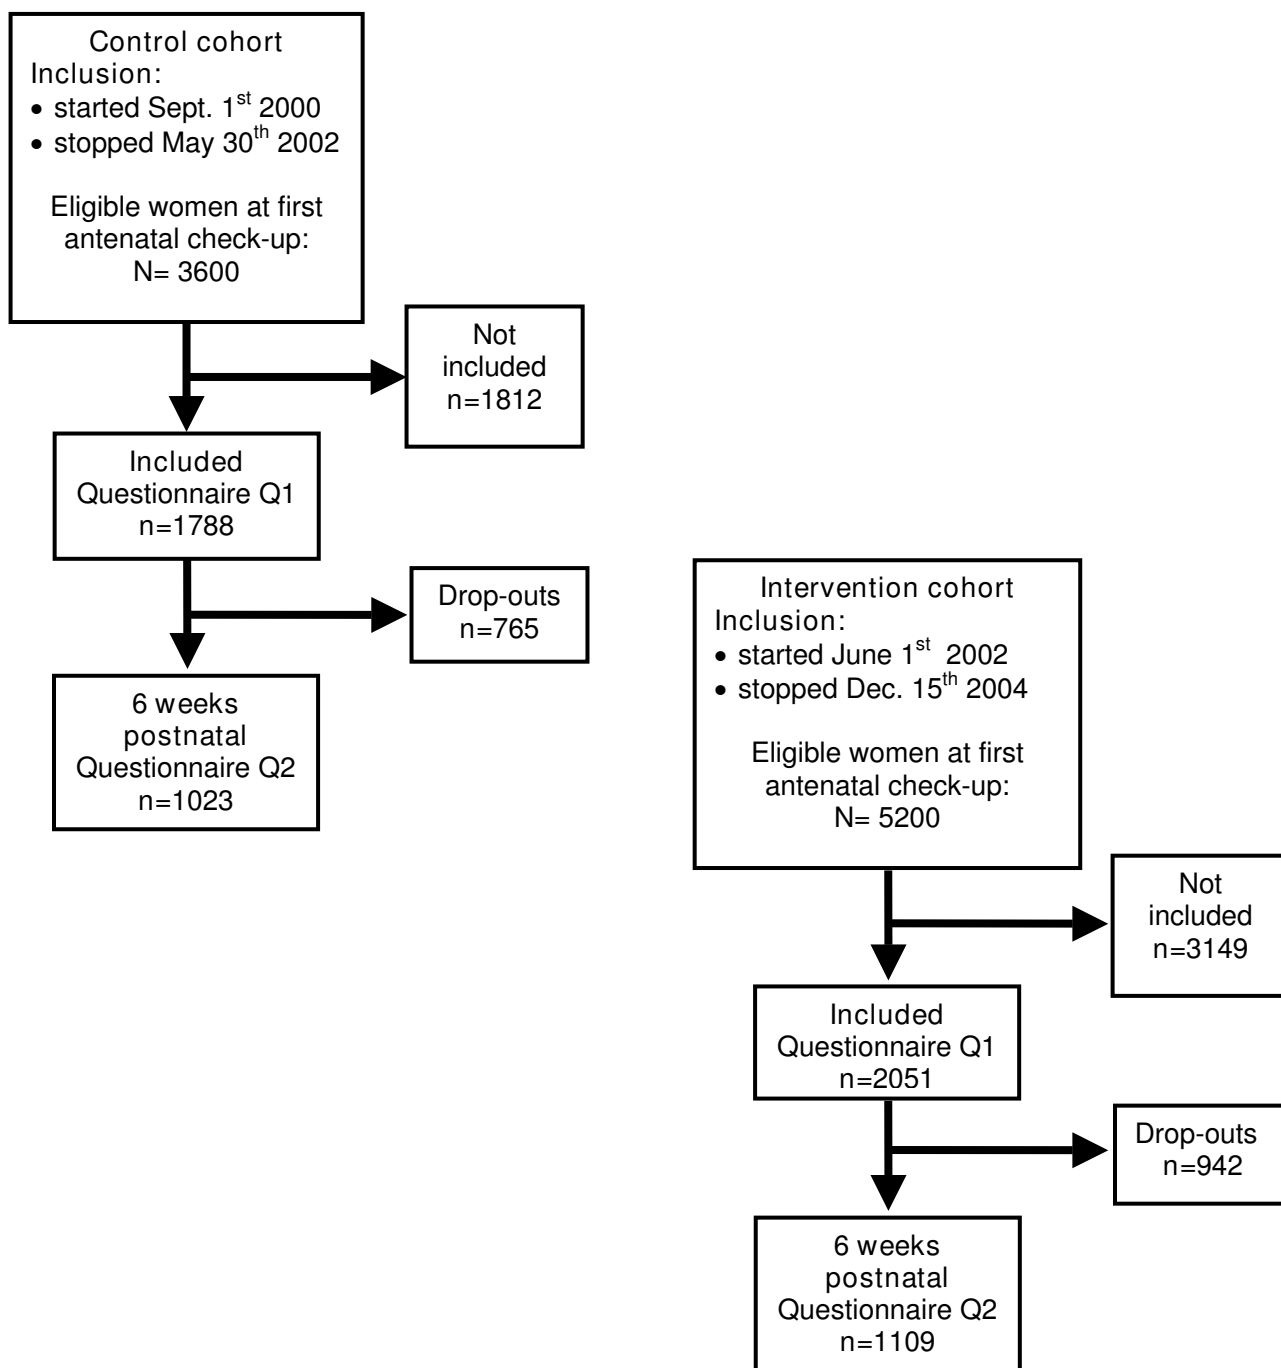 Control cohort
Inclusion:
• started Sept. 1st 2000
• stopped May 30th 2002
Eligible women at first
antenatal check-up:
N= 3600
Not
included
n=1812
Included
Questionnaire Q1
n=1788
Drop-outs
n=765
6 weeks
postnatal
Questionnaire Q2
n=1023
Intervention cohort
Inclusion:
• started June 1st 2002
• stopped Dec. 15th 2004
Eligible women at first
antenatal check-up:
N= 5200
Not
included
n=3149
Included
Questionnaire Q1
n=2051
Drop-outs
n=942
6 weeks
postnatal
Questionnaire Q2
n=1109